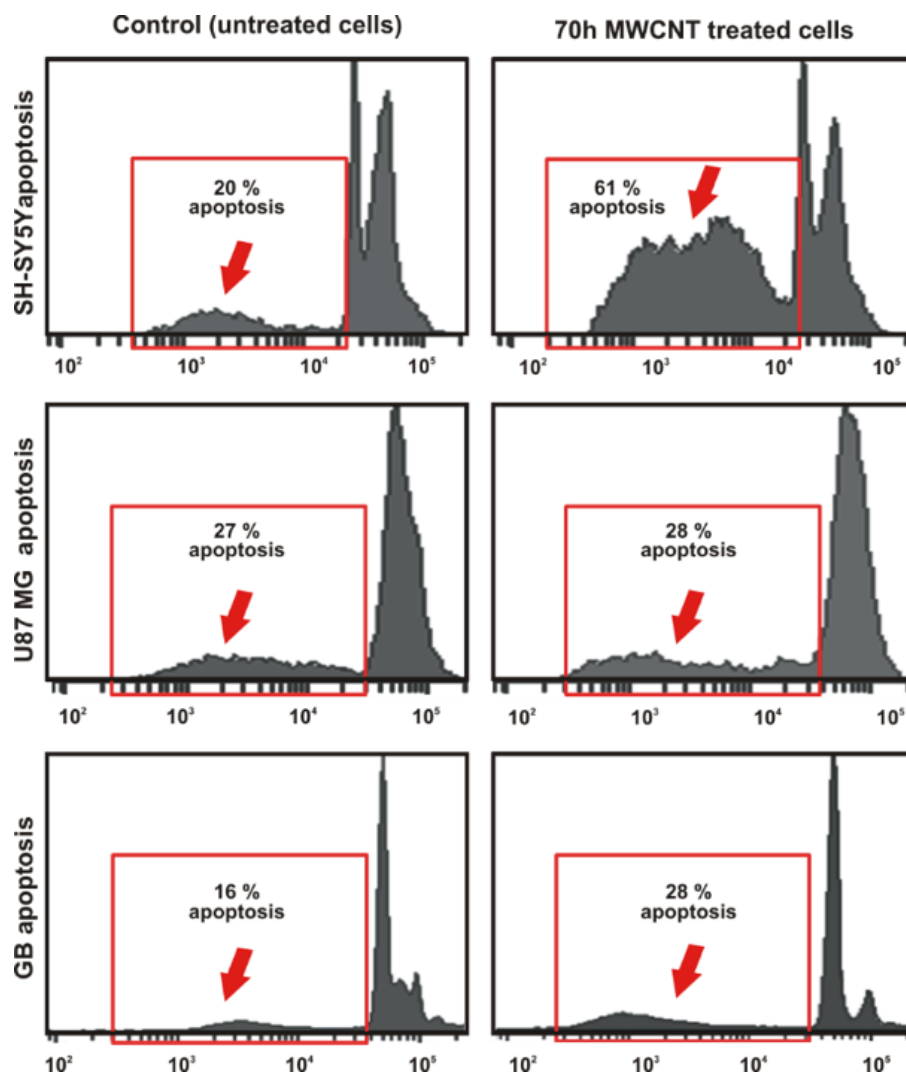 Control (untreated cells)
70h MWCNT treated cells
SH-SY5Y apoptosis
20 %
apoptosis
61 %
apoptosis
10² 10³ 10⁴ 10⁵
10² 10³ 10⁴ 10⁵
U87 MG apoptosis
27 %
apoptosis
28 %
apoptosis
10² 10³ 10⁴ 10⁵
10² 10³ 10⁴ 10⁵
GB apoptosis
16 %
apoptosis
28 %
apoptosis
10² 10³ 10⁴ 10⁵
10² 10³ 10⁴ 10⁵